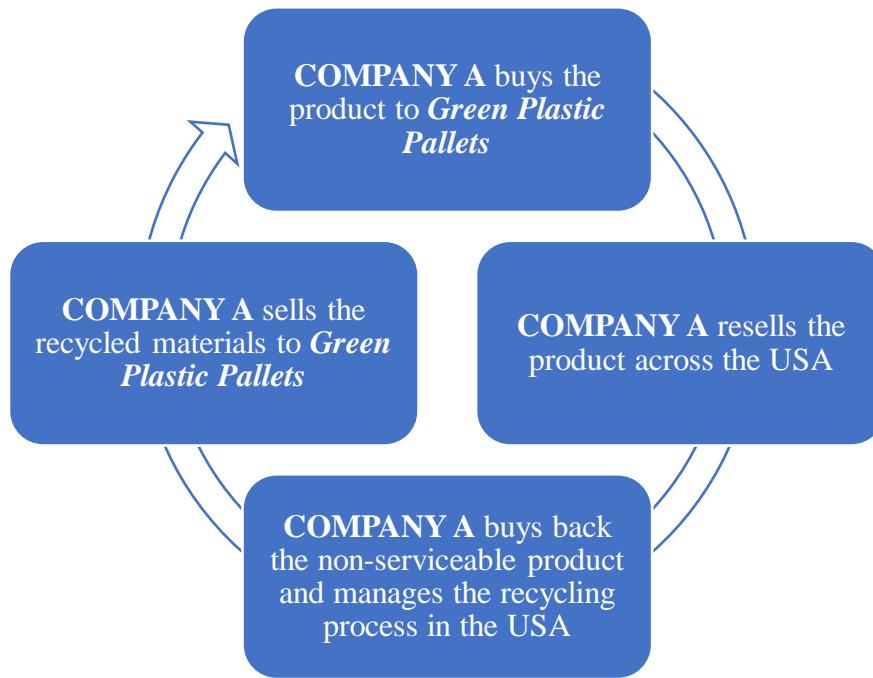 COMPANY A buys the
product to Green Plastic
Pallets
COMPANY A resells the
product across the USA
COMPANY A buys back
the non-serviceable product
and manages the recycling
process in the USA
COMPANY A sells the
recycled materials to Green
Plastic Pallets